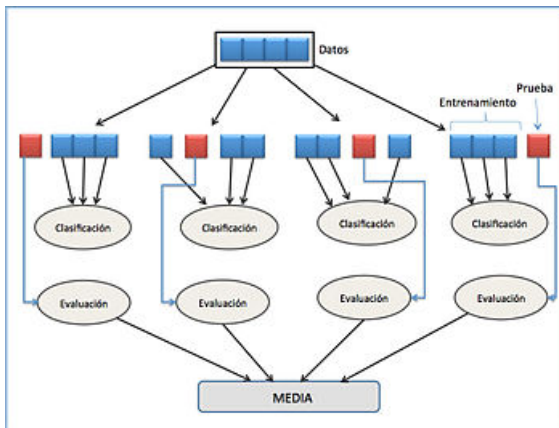 Datos
Prueba
Entrenamiento
Clasificación
Clasificación
Clasificación
Clasificación
Evaluación
Evaluación
Evaluación
Evaluación
MEDIA